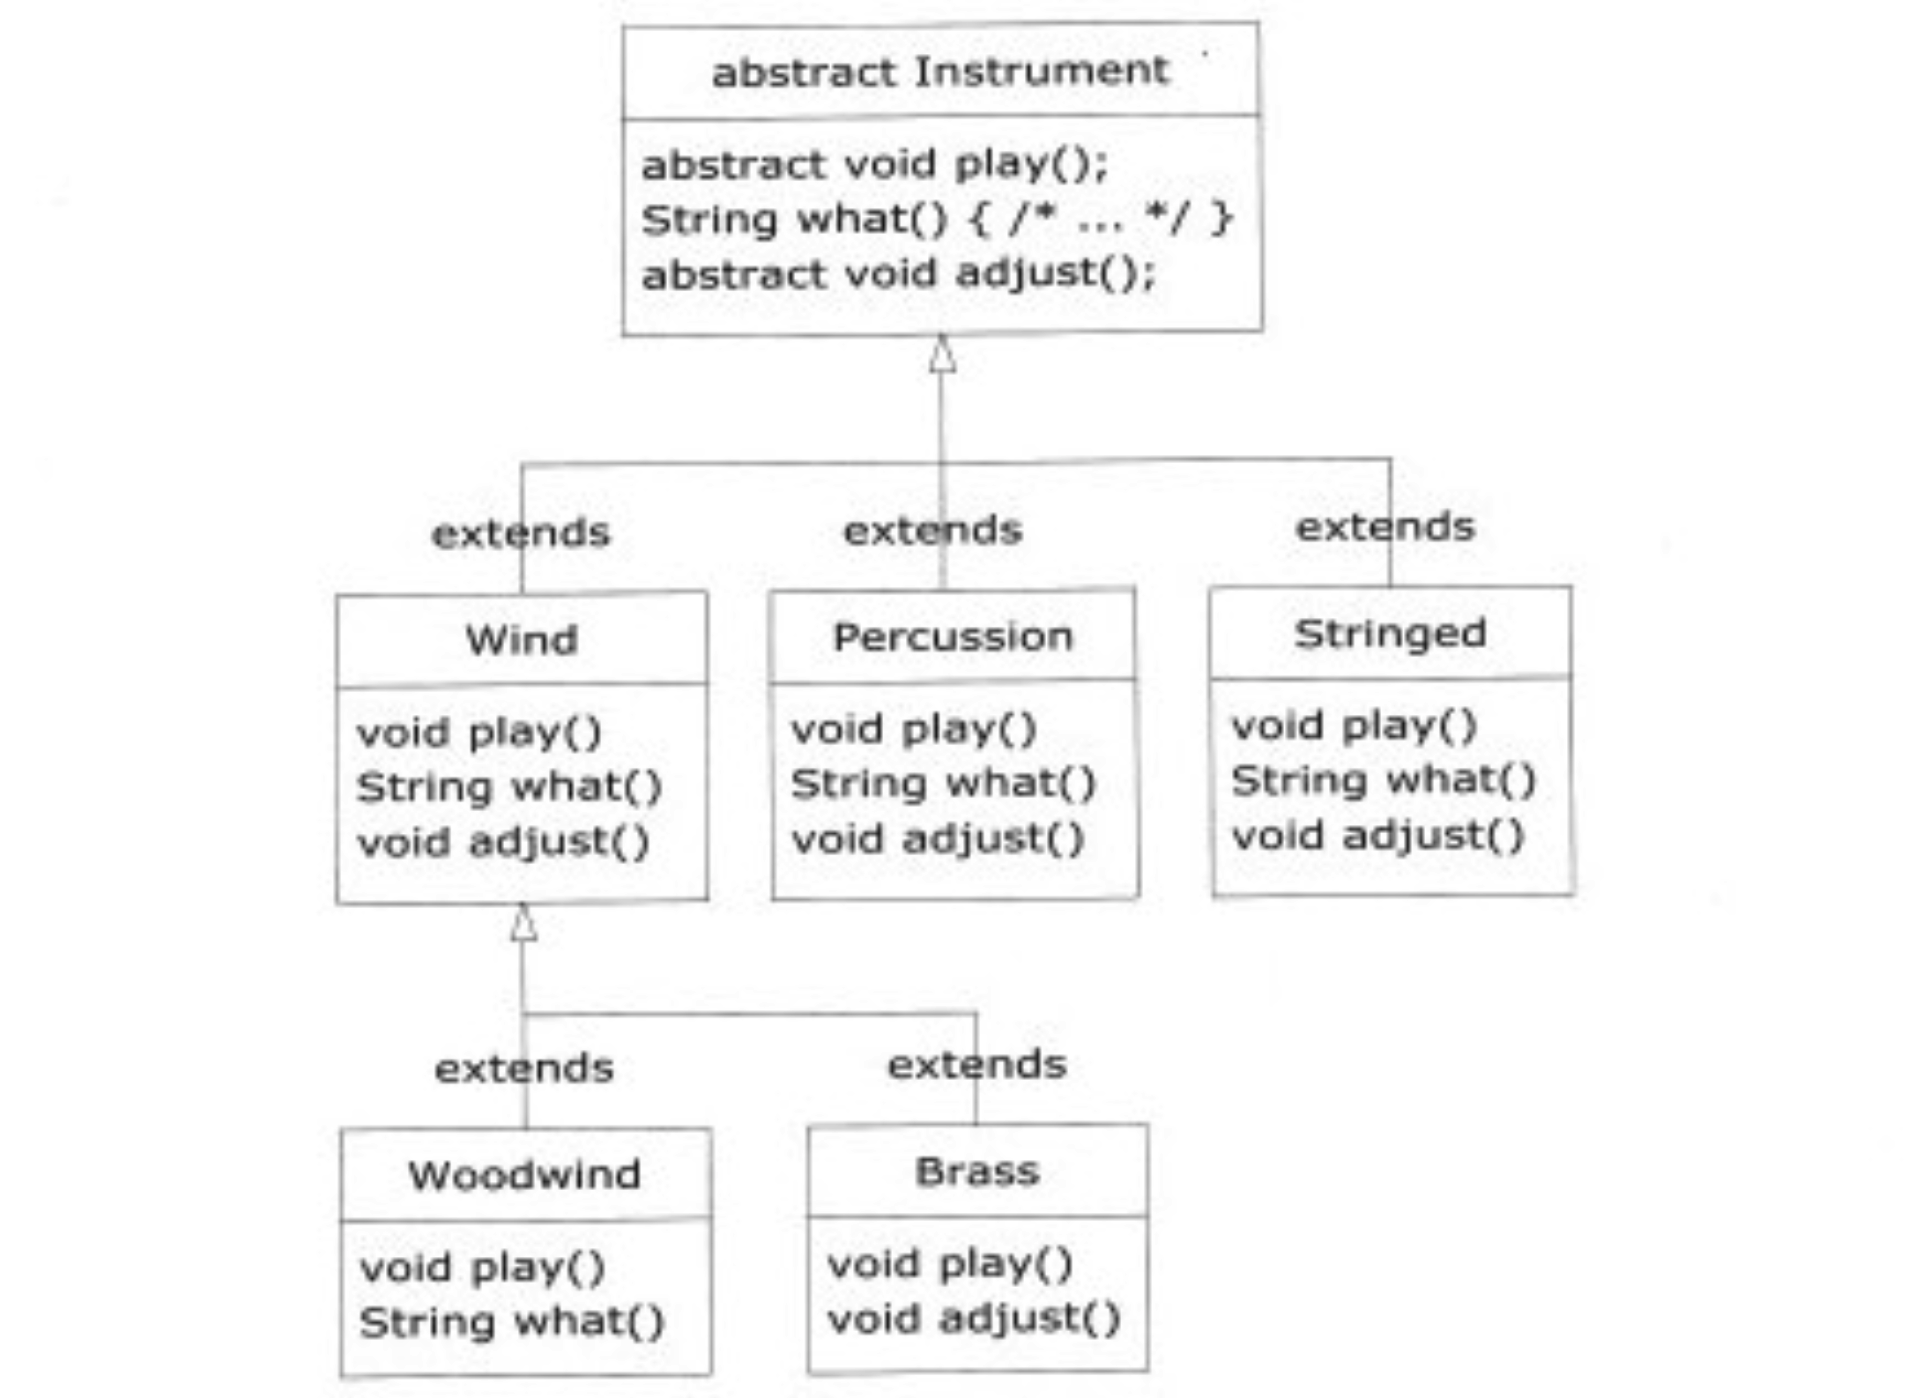 abstract Instrument
abstract void play();
String what() { /* ... */ }
abstract void adjust();
extends
extends
extends
Wind
void play()
String what()
void adjust()
Percussion
void play()
String what()
void adjust()
Stringed
void play()
String what()
void adjust()
extends
extends
Woodwind
void play()
String what()
Brass
void play()
void adjust()